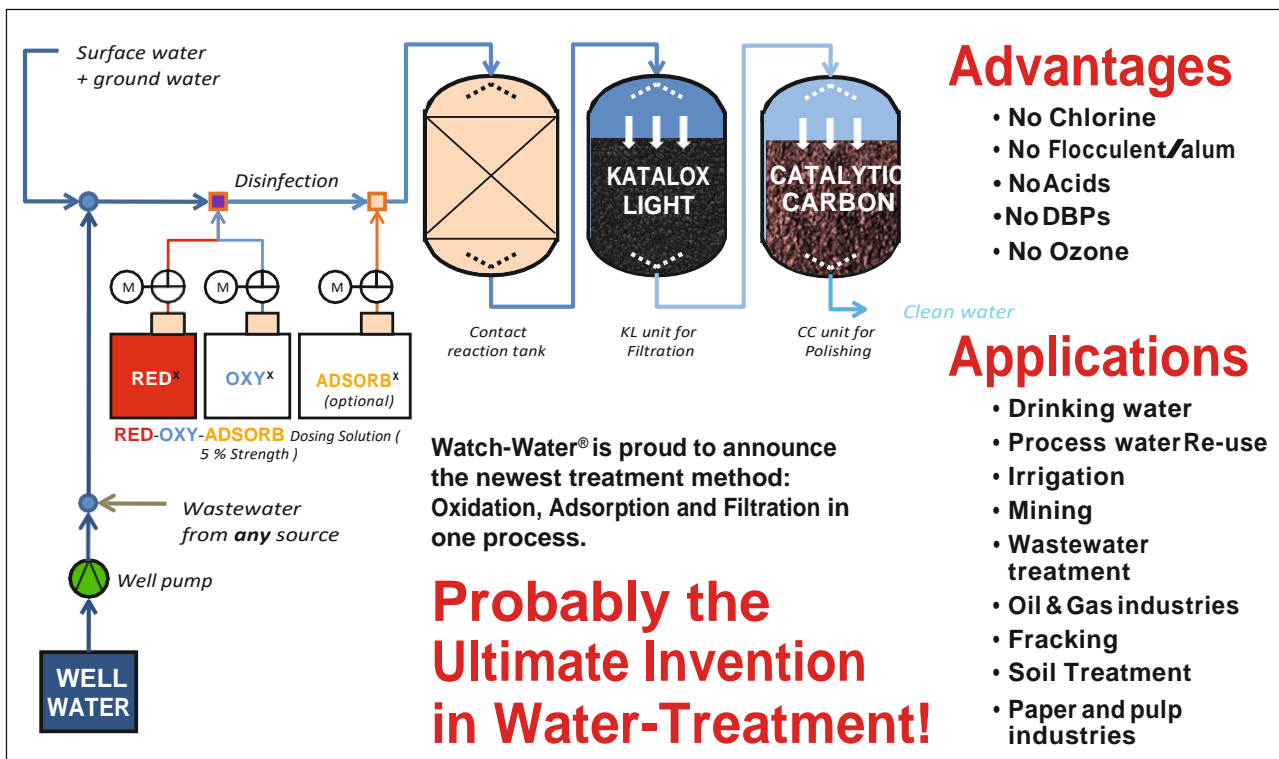 Surface water
+ ground water
Disinfection
M
M
M
RED^X
OXY^X
ADSORB^X
(optional)
RED-OXY-ADSORB Dosing Solution (
5 % Strength )
Wastewater
from any source
Well pump
WELL
WATER
KATALOX
LIGHT
CATALYTIC
CARBON
Contact
reaction tank
KL unit for
Filtration
CC unit for
Polishing
Clean water
Watch-Water® is proud to announce
the newest treatment method:
Oxidation, Adsorption and Filtration in
one process.
Probably the
Ultimate Invention
in Water-Treatment!
Advantages
• No Chlorine
• No Flocculent/alum
• No Acids
• No DBPs
• No Ozone
Applications
• Drinking water
• Process water Re-use
• Irrigation
• Mining
• Wastewater
treatment
• Oil & Gas industries
• Fracking
• Soil Treatment
• Paper and pulp
industries